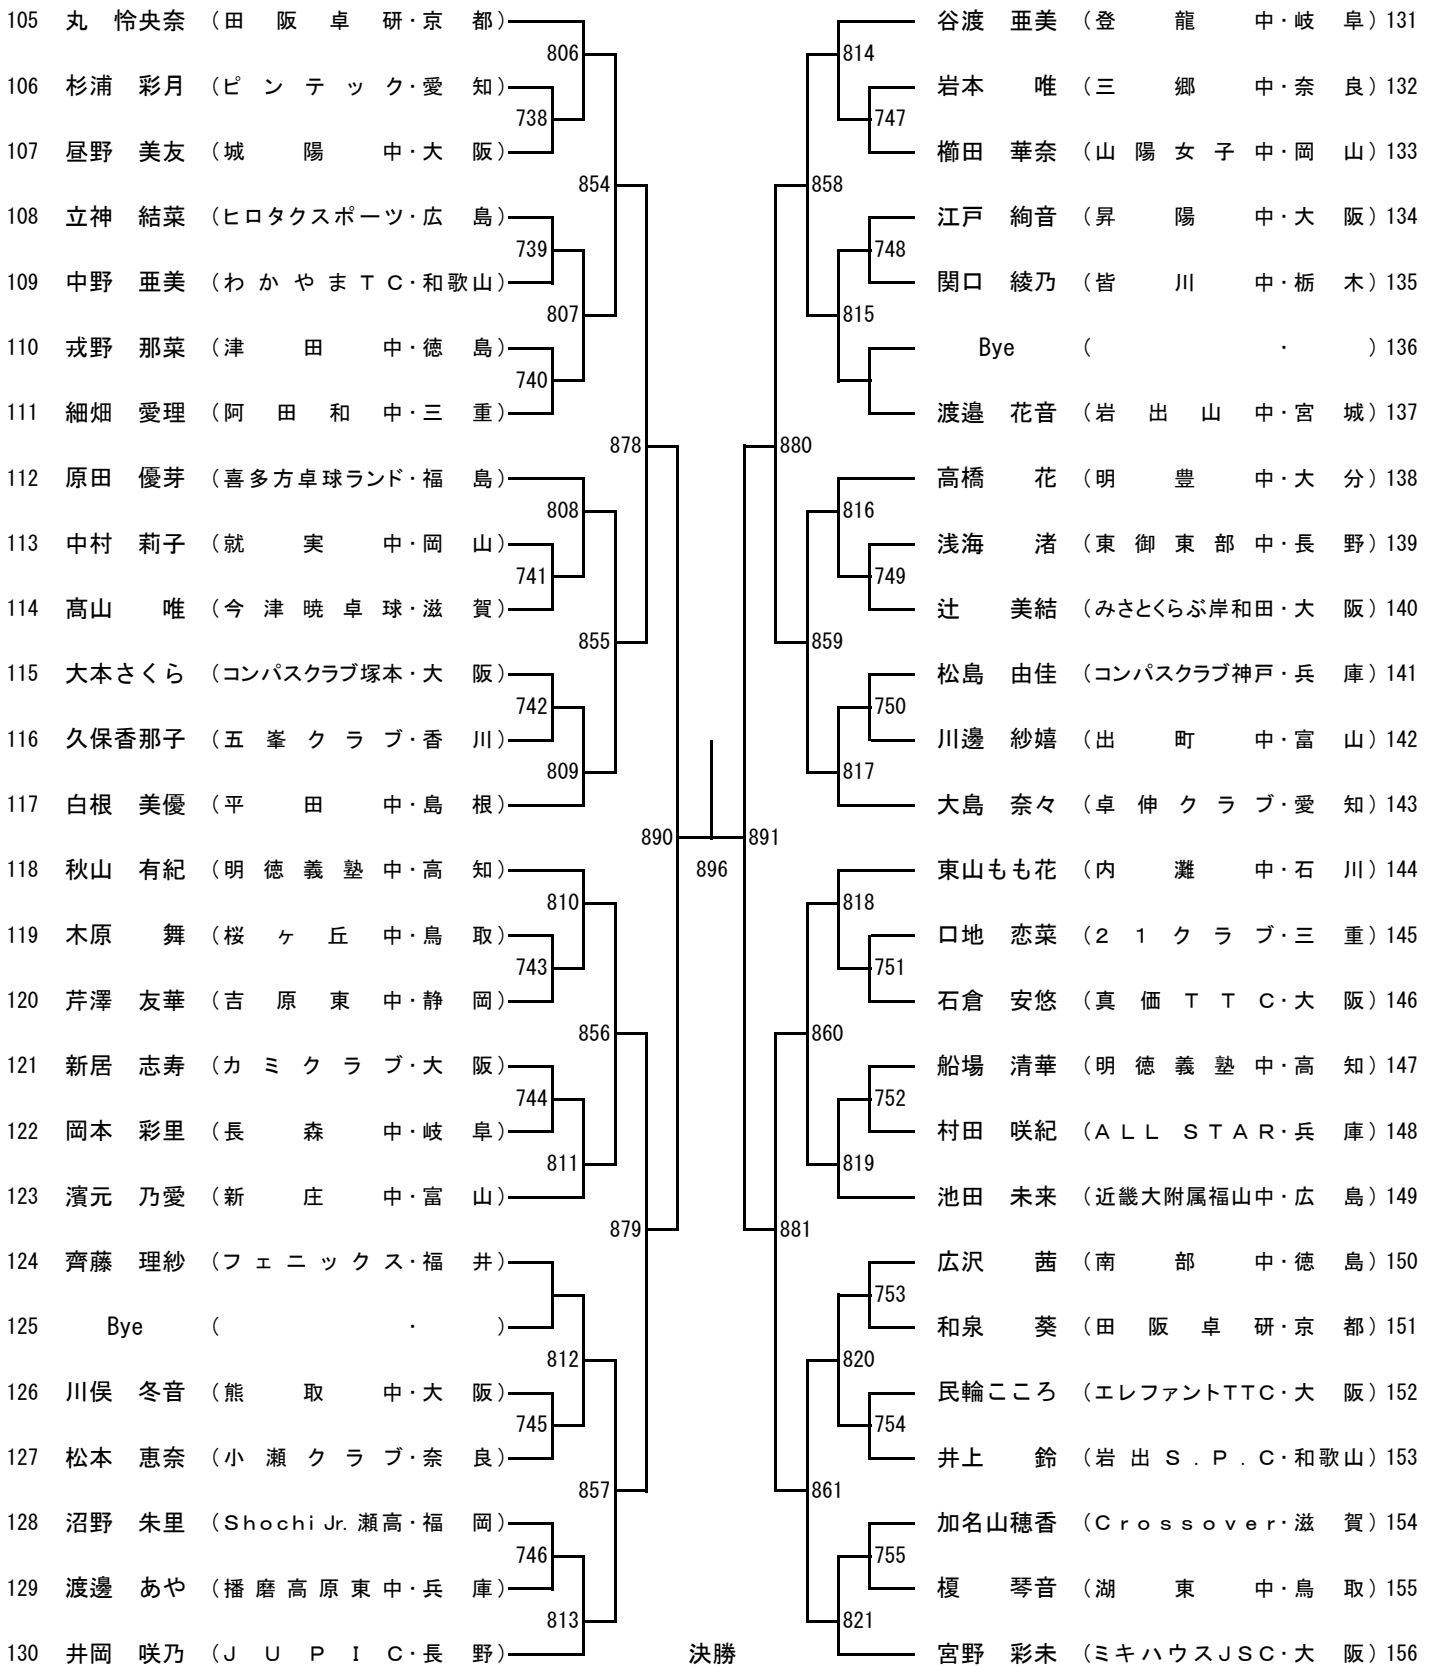 105 丸 怜央奈 （田阪卓研・京都）
806
106 杉浦 彩月 （ピンテック・愛知）
738
107 昼野 美友 （城陽中・大阪）
854
108 立神 結菜 （ヒロタクスポーツ・広島）
739
109 中野 亜美 （わかやまＴＣ・和歌山）
807
110 戎野 那菜 （津田中・徳島）
740
111 細畑 愛理 （阿田和中・三重）
878
112 原田 優芽 （喜多方卓球ランド・福島）
808
113 中村 莉子 （就実中・岡山）
741
114 髙山 唯 （今津暁卓球・滋賀）
855
115 大本さくら （コンパスクラブ塚本・大阪）
742
116 久保香那子 （五峯クラブ・香川）
809
117 白根 美優 （平田中・島根）
890
118 秋山 有紀 （明徳義塾中・高知）
810
119 木原 舞 （桜ヶ丘中・鳥取）
743
120 芹澤 友華 （吉原東中・静岡）
856
121 新居 志寿 （カミクラブ・大阪）
744
122 岡本 彩里 （長森中・岐阜）
811
123 濱元 乃愛 （新庄中・富山）
879
124 齊藤 理紗 （フェニックス・福井）
125 Bye （ ・ ）
812
126 川俣 冬音 （熊取中・大阪）
745
127 松本 恵奈 （小瀬クラブ・奈良）
857
128 沼野 朱里 （Shochi Jr. 瀬高・福岡）
746
129 渡邊 あや （播磨高原東中・兵庫）
813
130 井岡 咲乃 （ＪＵＰＩＣ・長野）
896
決勝
谷渡 亜美 （登龍中・岐阜）131
814
岩本 唯 （三郷中・奈良）132
747
櫛田 華奈 （山陽女子中・岡山）133
858
江戸 絢音 （昇陽中・大阪）134
748
関口 綾乃 （皆川中・栃木）135
815
Bye （ ・ ）136
渡邉 花音 （岩出山中・宮城）137
880
高橋 花 （明豊中・大分）138
816
浅海 渚 （東御東部中・長野）139
749
辻 美結 （みさとくらぶ岸和田・大阪）140
859
松島 由佳 （コンパスクラブ神戸・兵庫）141
750
川邊 紗嬉 （出町中・富山）142
817
大島 奈々 （卓伸クラブ・愛知）143
891
東山もも花 （内灘中・石川）144
818
口地 恋菜 （２１クラブ・三重）145
751
石倉 安悠 （真価ＴＴＣ・大阪）146
860
船場 清華 （明徳義塾中・高知）147
752
村田 咲紀 （ＡＬＬ ＳＴＡＲ・兵庫）148
819
池田 未来 （近畿大附属福山中・広島）149
881
広沢 茜 （南部中・徳島）150
753
和泉 葵 （田阪卓研・京都）151
820
民輪こころ （エレファントTTC・大阪）152
754
井上 鈴 （岩出Ｓ．Ｐ．Ｃ・和歌山）153
861
加名山穂香 （Ｃｒｏｓｓｏｖｅｒ・滋賀）154
755
榎 琴音 （湖東中・鳥取）155
821
宮野 彩未 （ミキハウスＪＳＣ・大阪）156